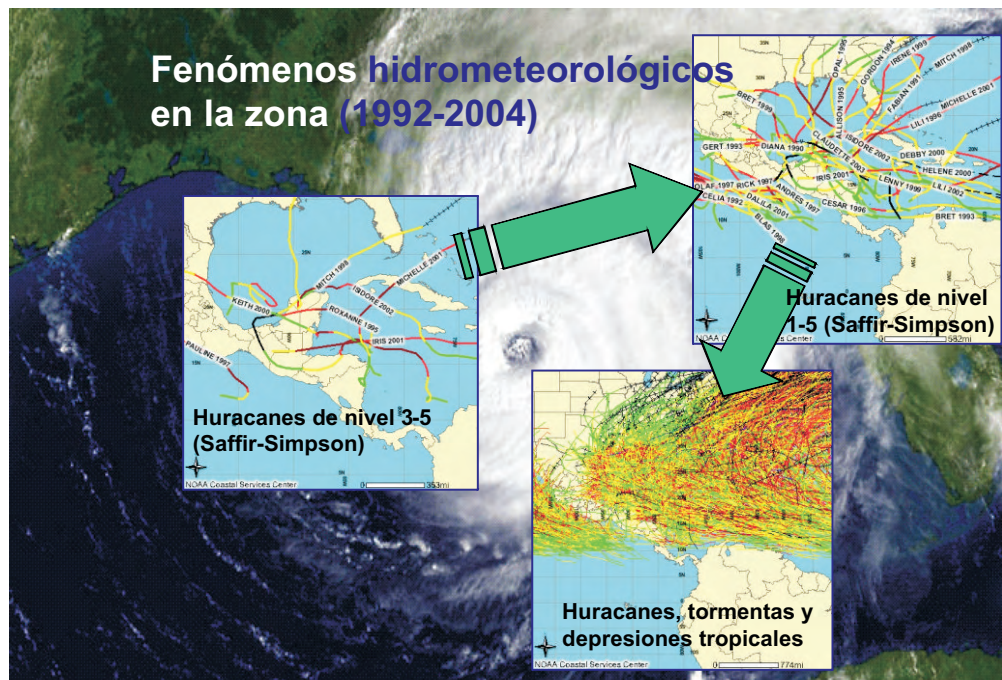 Fenómenos hidrometeorológicos
en la zona (1992-2004)
OPAL 1995
GORDON 1994
IRENE 1999
MITCH 1998
FABIAN 1991
MICHELLE 2001
ALLISON 1995
LILI 1996
BRET 1999
ISIDORE 2002
CLAUDETTE 2003
GERT 1993
DIANA 1990
DEBBY 2000
HELENE 2000
IRIS 2001
LENNY 1999
LILI 2002
OLAF 1997
RICK 1997
ANDRES 1997
CELIA 1992
DALILA 2001
CESAR 1996
BLAS 1998
BRET 1993
Huracanes de nivel
1-5 (Saffir-Simpson)
NOAA Coastal Services Center
0 582mi
MITCH 1998
ISIDORE 2002
MICHELLE 2001
KEITH 2000
ROXANNE 1995
IRIS 2001
PAULINE 1997
Huracanes de nivel 3-5
(Saffir-Simpson)
NOAA Coastal Services Center
0 353mi
Huracanes, tormentas y
depresiones tropicales
NOAA Coastal Services Center
0 774mi